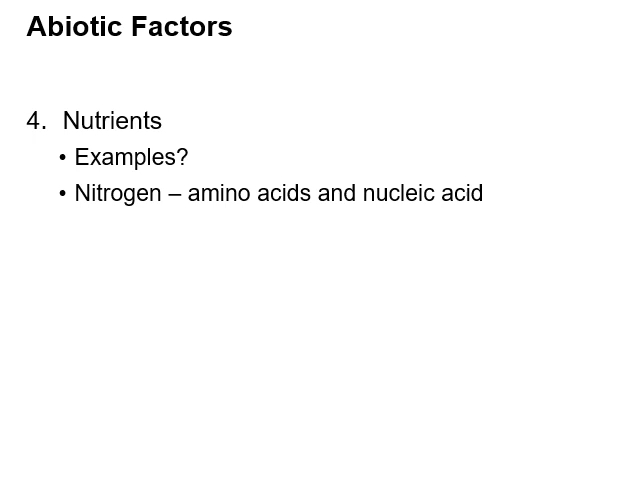 Abiotic Factors
4. Nutrients
• Examples?
• Nitrogen – amino acids and nucleic acid